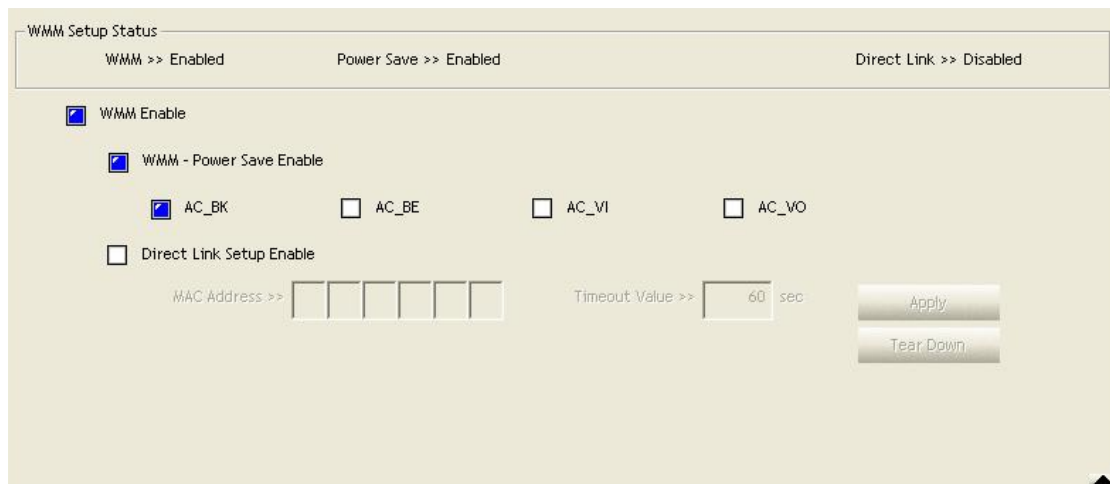 WMM Setup Status
WMM >> Enabled Power Save >> Enabled Direct Link >> Disabled
WMM Enable
WMM - Power Save Enable
AC_BK AC_BE AC_VI AC_VO
Direct Link Setup Enable
MAC Address >> Timeout Value >> 60 sec Apply
Tear Down